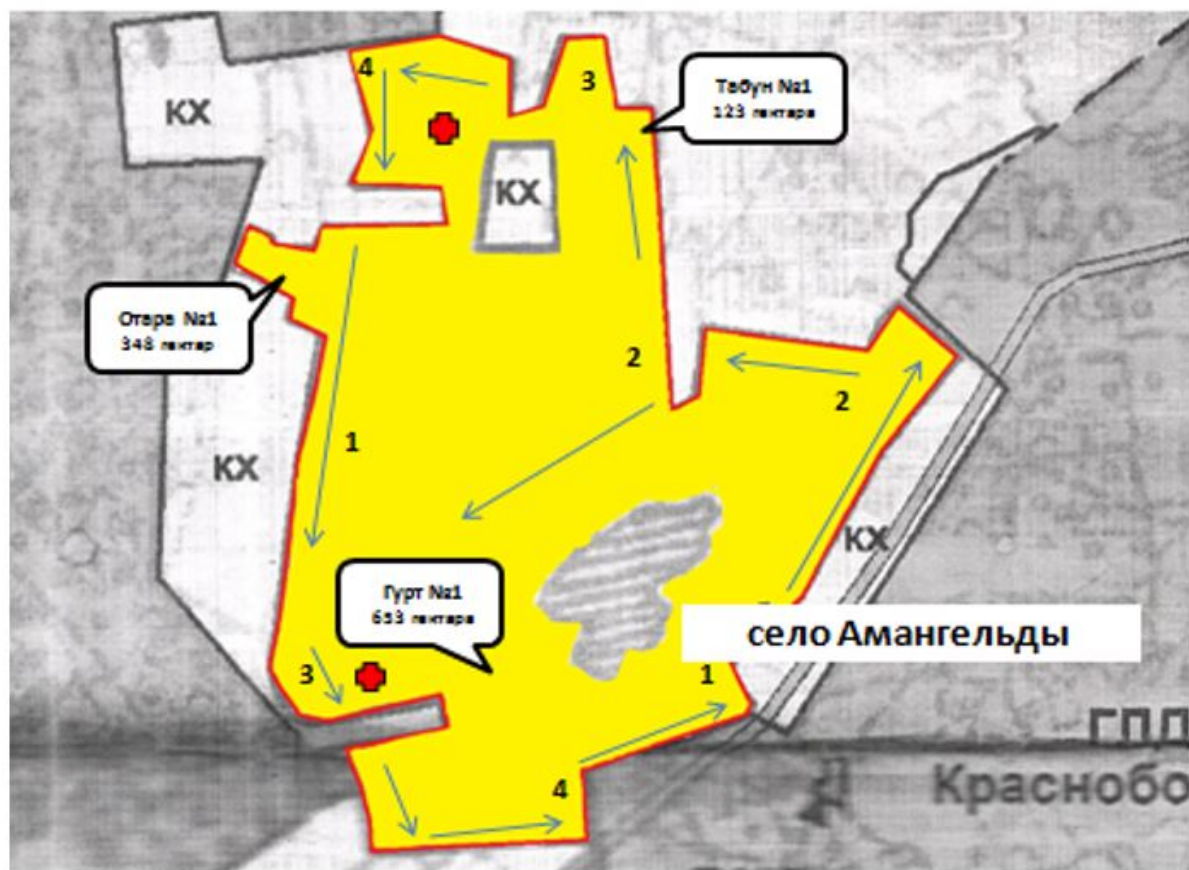 4
3
Табун №1
123 гектара
КХ
КХ
Отара №1
348 гектар
2
2
1
КХ
КХ
Гурт №1
653 гектара
село Амангельды
3
1
ГПД
4
Краснобо